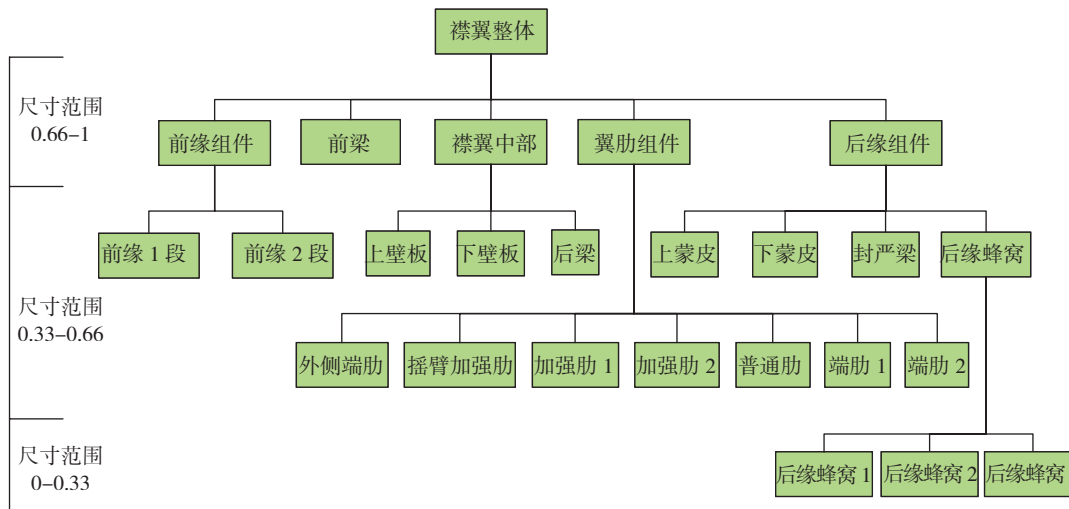 襟翼整体
尺寸范围
0.66-1
前缘组件
前梁
襟翼中部
翼肋组件
后缘组件
尺寸范围
0.33-0.66
前缘 1 段
前缘 2 段
上壁板
下壁板
后梁
上蒙皮
下蒙皮
封严梁
后缘蜂窝
外侧端肋
摇臂加强肋
加强肋 1
加强肋 2
普通肋
端肋 1
端肋 2
尺寸范围
0-0.33
后缘蜂窝 1
后缘蜂窝 2
后缘蜂窝